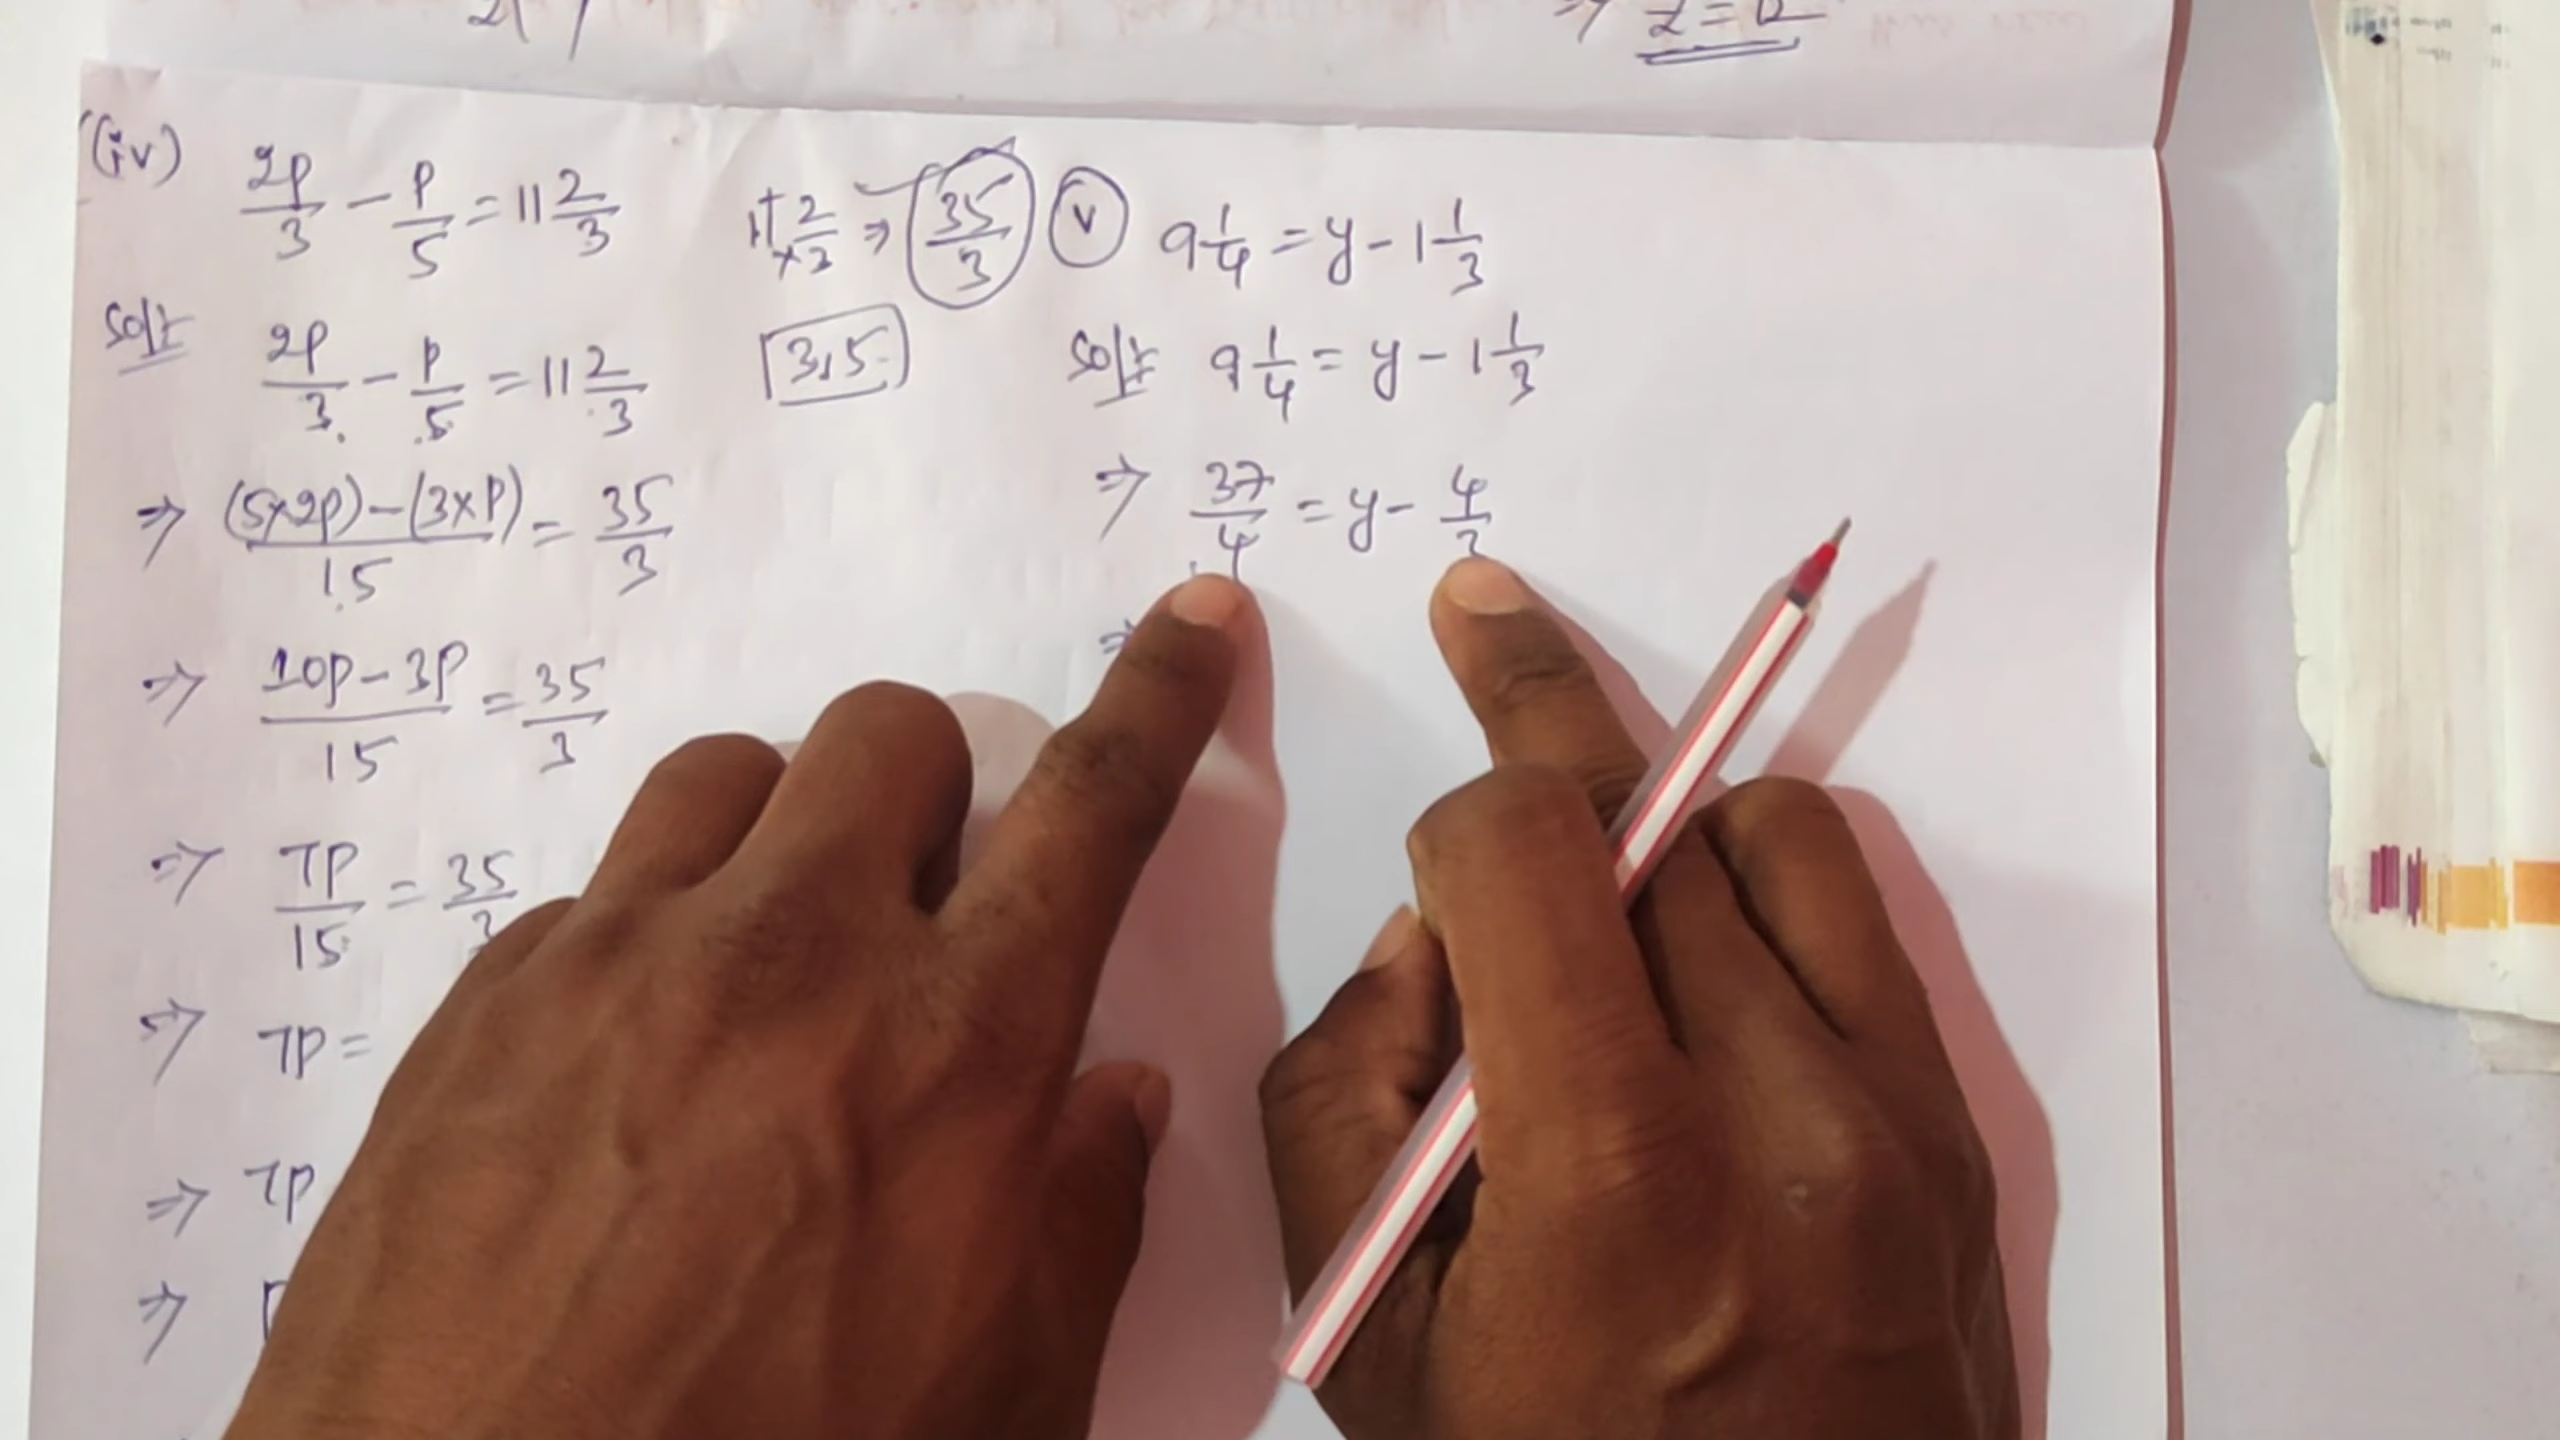 (iv) 2p/3 - p/5 = 11 2/3
Sol: 2p/3 - p/5 = 11 2/3
⇒ (5×2p)-(3×p)/15 = 35/3
⇒ 10p-3p/15 = 35/3
⇒ 7p/15 = 35/3
⇒ 7p =
⇒ 7p
⇒
11 + 2/×3 ⇒ 35/3
3,5
(v) 9 1/4 = y - 1 1/3
Sol: 9 1/4 = y - 1 1/3
⇒ 37/4 = y - 4/3
⇒